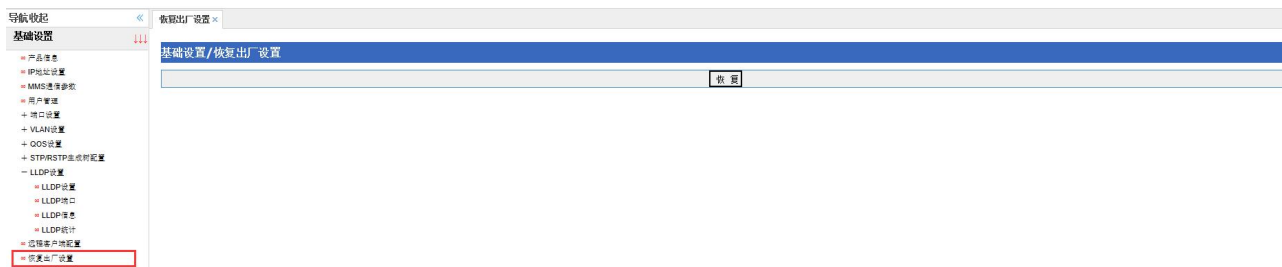 导航收起 «
恢复出厂设置 ×
基础设置 ↓↓↓
产品信息
IP地址设置
MMS通信参数
用户管理
+ 端口设置
+ VLAN设置
+ QOS设置
+ STP/RSTP生成树配置
- LLDP设置
LLDP设置
LLDP端口
LLDP信息
LLDP统计
远程客户端配置
恢复出厂设置
基础设置/恢复出厂设置
恢 复